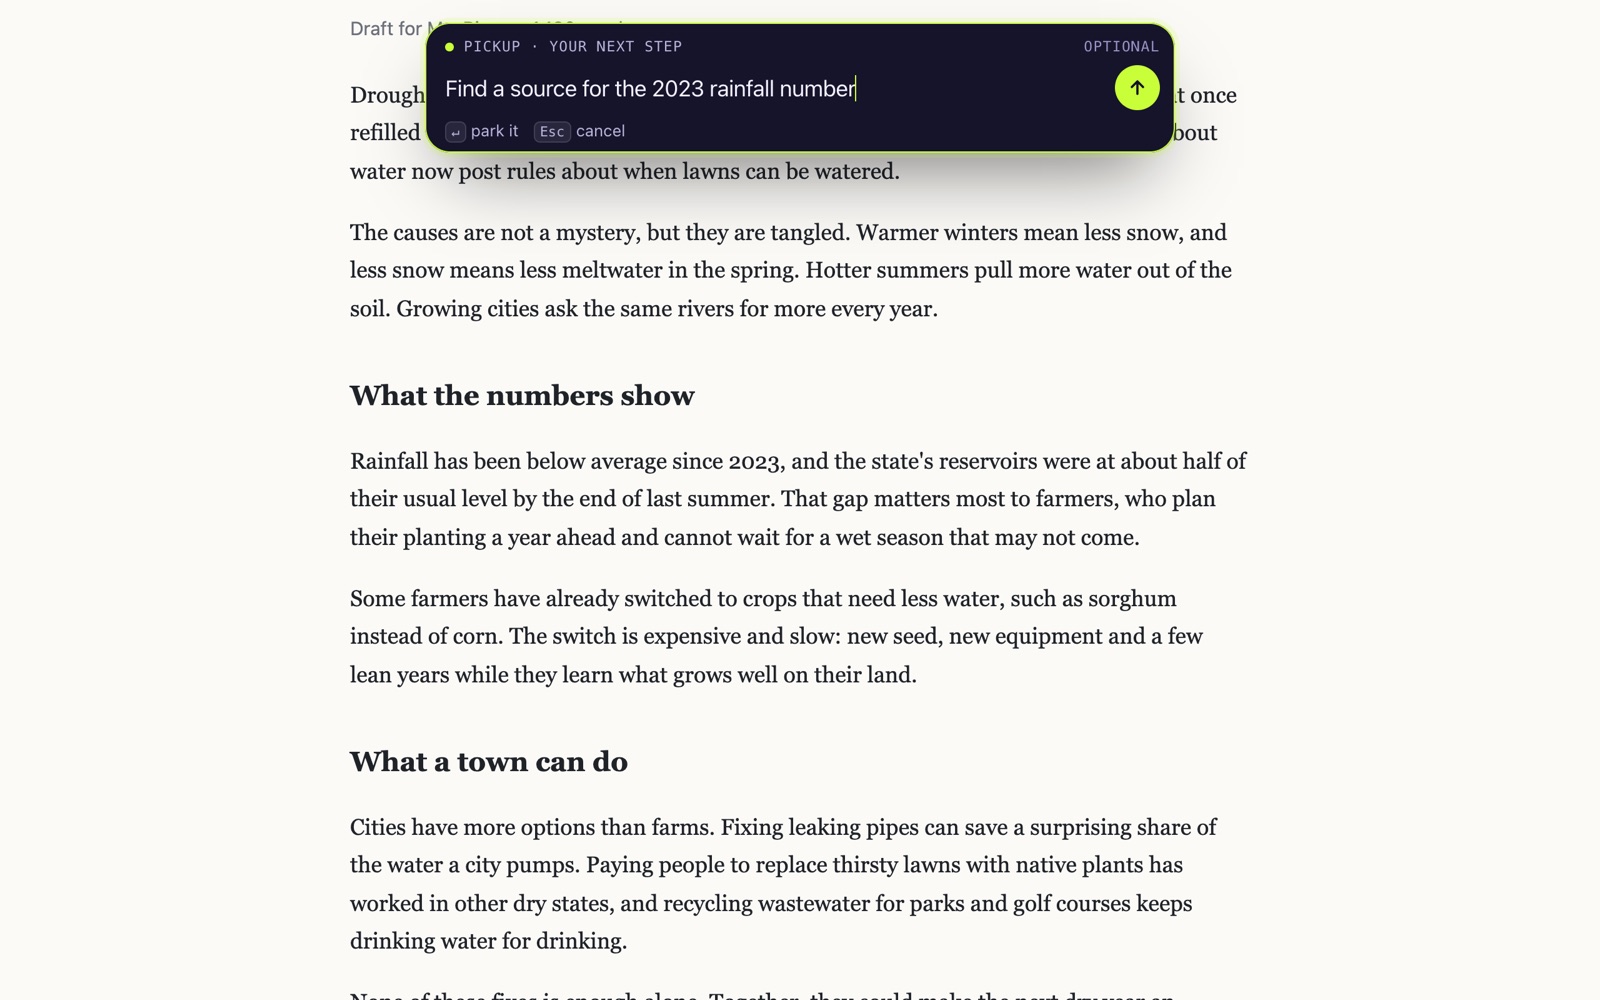 Draft for
PICKUP · YOUR NEXT STEP
OPTIONAL
Find a source for the 2023 rainfall number
↵ park it Esc cancel
once
refilled
water now post rules about when lawns can be watered.
The causes are not a mystery, but they are tangled. Warmer winters mean less snow, and
less snow means less meltwater in the spring. Hotter summers pull more water out of the
soil. Growing cities ask the same rivers for more every year.
What the numbers show
Rainfall has been below average since 2023, and the state's reservoirs were at about half of
their usual level by the end of last summer. That gap matters most to farmers, who plan
their planting a year ahead and cannot wait for a wet season that may not come.
Some farmers have already switched to crops that need less water, such as sorghum
instead of corn. The switch is expensive and slow: new seed, new equipment and a few
lean years while they learn what grows well on their land.
What a town can do
Cities have more options than farms. Fixing leaking pipes can save a surprising share of
the water a city pumps. Paying people to replace thirsty lawns with native plants has
worked in other dry states, and recycling wastewater for parks and golf courses keeps
drinking water for drinking.